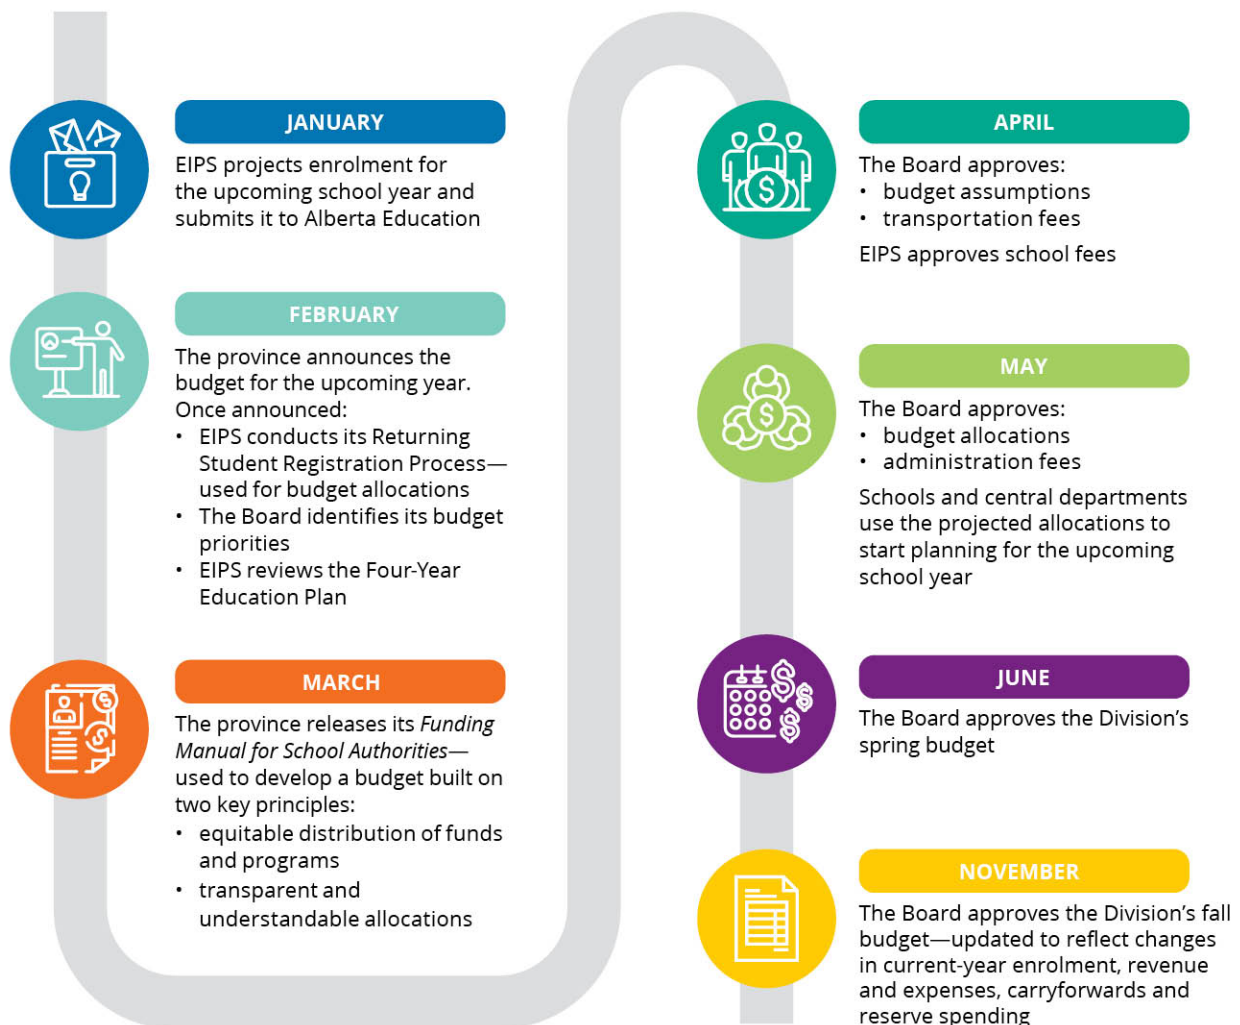 JANUARY
EIPS projects enrolment for
the upcoming school year and
submits it to Alberta Education
FEBRUARY
The province announces the
budget for the upcoming year.
Once announced:
• EIPS conducts its Returning
Student Registration Process—
used for budget allocations
• The Board identifies its budget
priorities
• EIPS reviews the Four-Year
Education Plan
MARCH
The province releases its Funding
Manual for School Authorities—
used to develop a budget built on
two key principles:
• equitable distribution of funds
and programs
• transparent and
understandable allocations
APRIL
The Board approves:
• budget assumptions
• transportation fees
EIPS approves school fees
MAY
The Board approves:
• budget allocations
• administration fees
Schools and central departments
use the projected allocations to
start planning for the upcoming
school year
JUNE
The Board approves the Division’s
spring budget
NOVEMBER
The Board approves the Division’s fall
budget—updated to reflect changes
in current-year enrolment, revenue
and expenses, carryforwards and
reserve spending